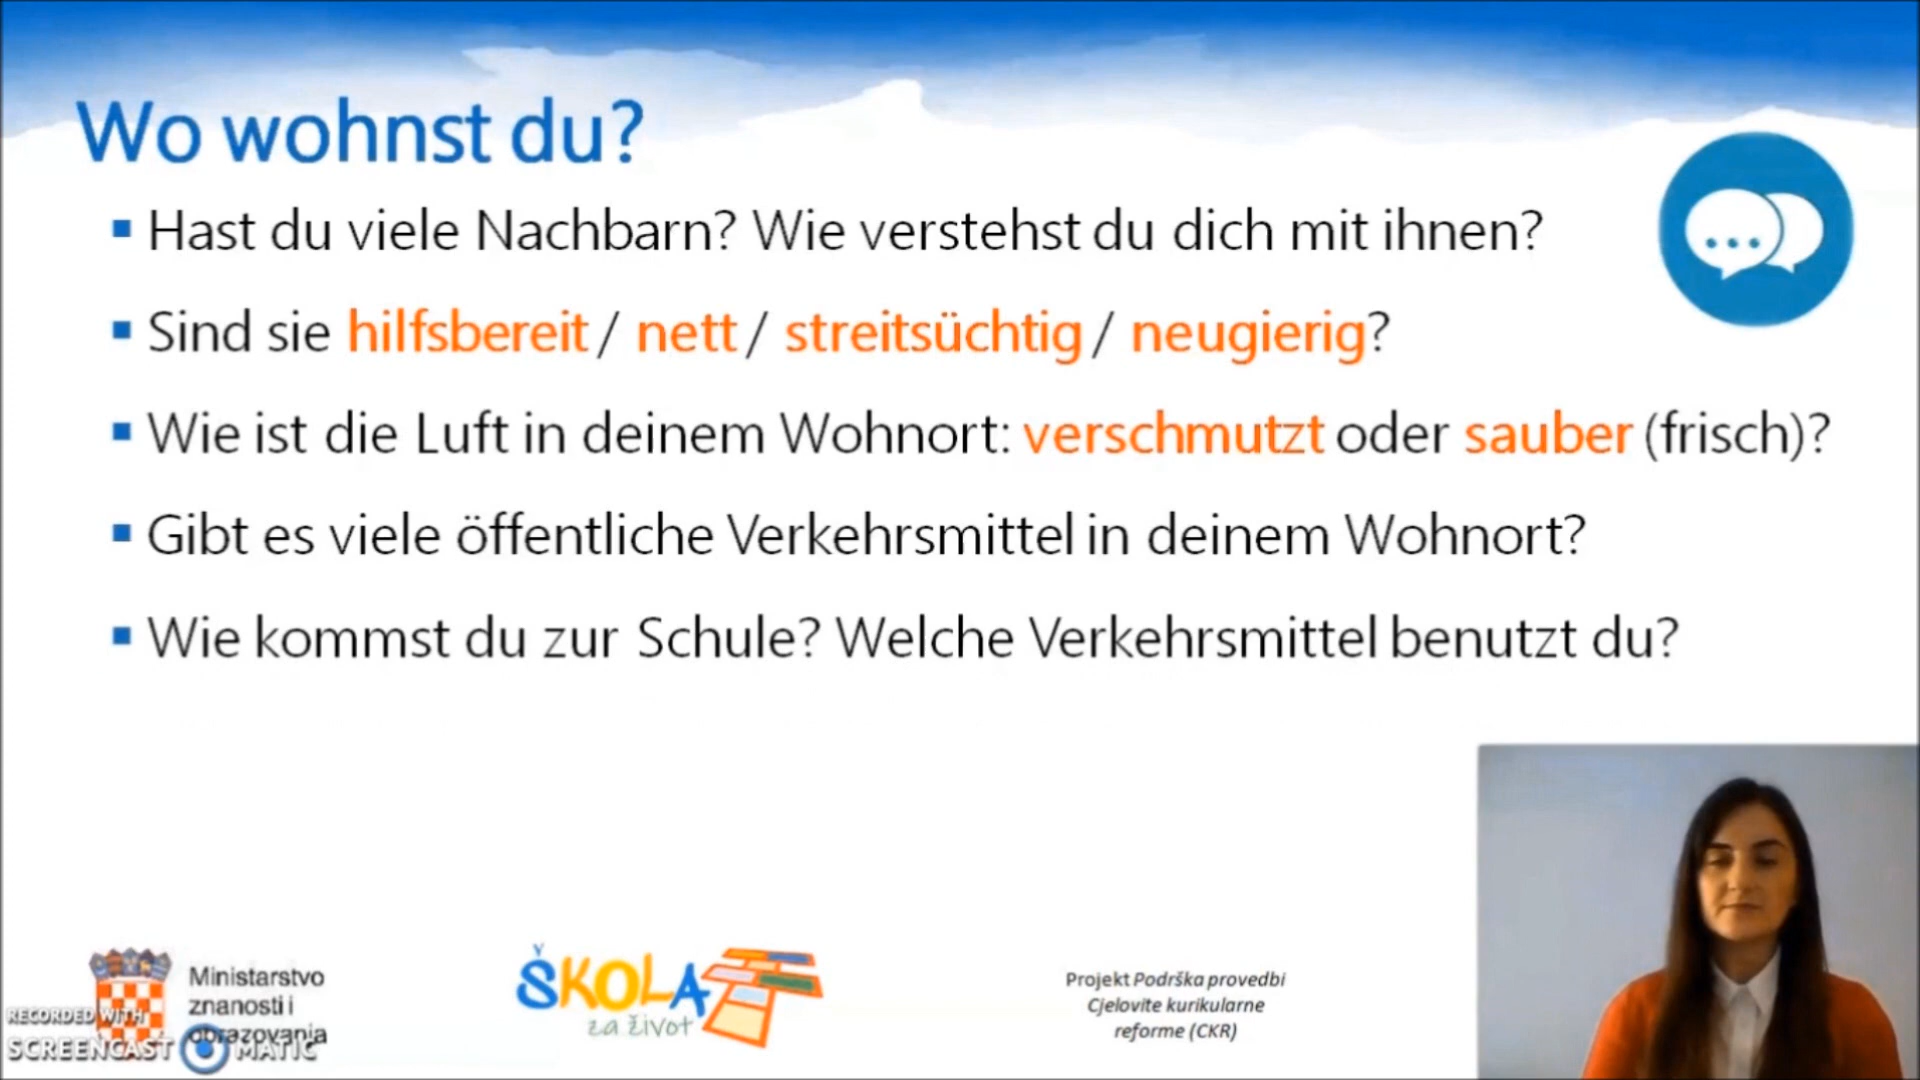 Wo wohnst du?
Hast du viele Nachbarn? Wie verstehst du dich mit ihnen?
Sind sie hilfsbereit / nett / streitsüchtig / neugierig?
Wie ist die Luft in deinem Wohnort: verschmutzt oder sauber (frisch)?
Gibt es viele öffentliche Verkehrsmittel in deinem Wohnort?
Wie kommst du zur Schule? Welche Verkehrsmittel benutzt du?
Ministarstvo
znanosti i
obrazovanja
RECORDED WITH
SCREENCAST MATIC
ŠKOLA
za život
Projekt Podrška provedbi
Cjelovite kurikularne
reforme (CKR)